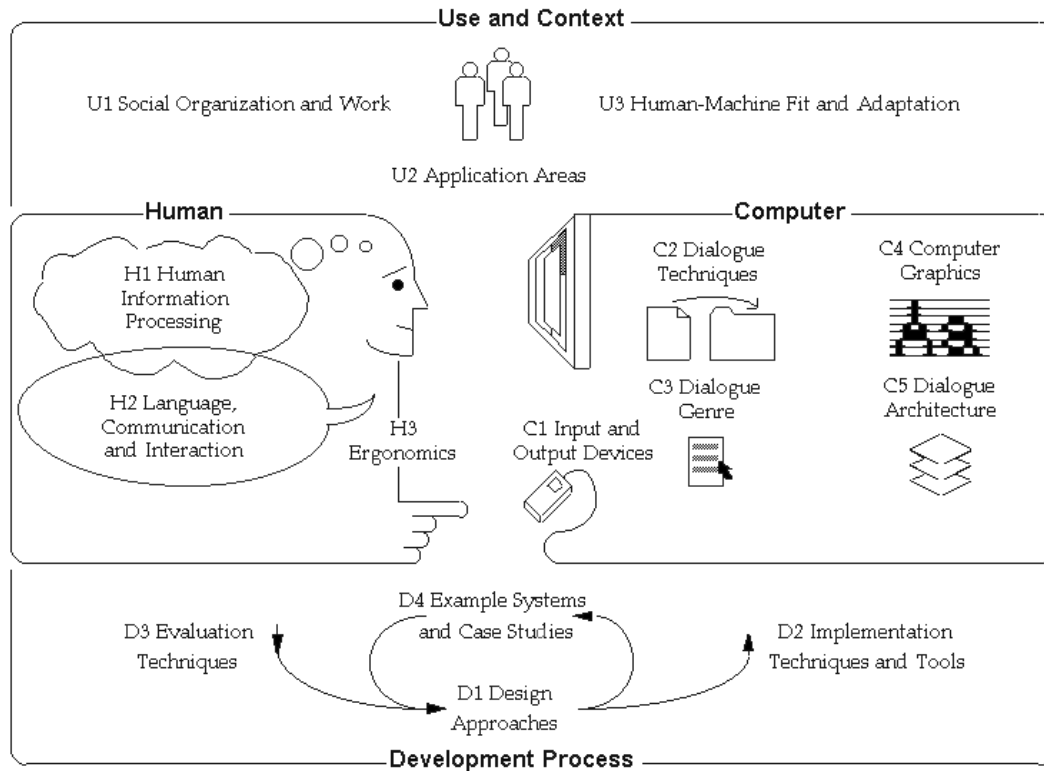 Use and Context
U1 Social Organization and Work
U3 Human-Machine Fit and Adaptation
U2 Application Areas
Human
H1 Human
Information
Processing
H2 Language,
Communication
and Interaction
H3
Ergonomics
Computer
C1 Input and
Output Devices
C2 Dialogue
Techniques
C3 Dialogue
Genre
C4 Computer
Graphics
C5 Dialogue
Architecture
D3 Evaluation
Techniques
D4 Example Systems
and Case Studies
D1 Design
Approaches
D2 Implementation
Techniques and Tools
Development Process